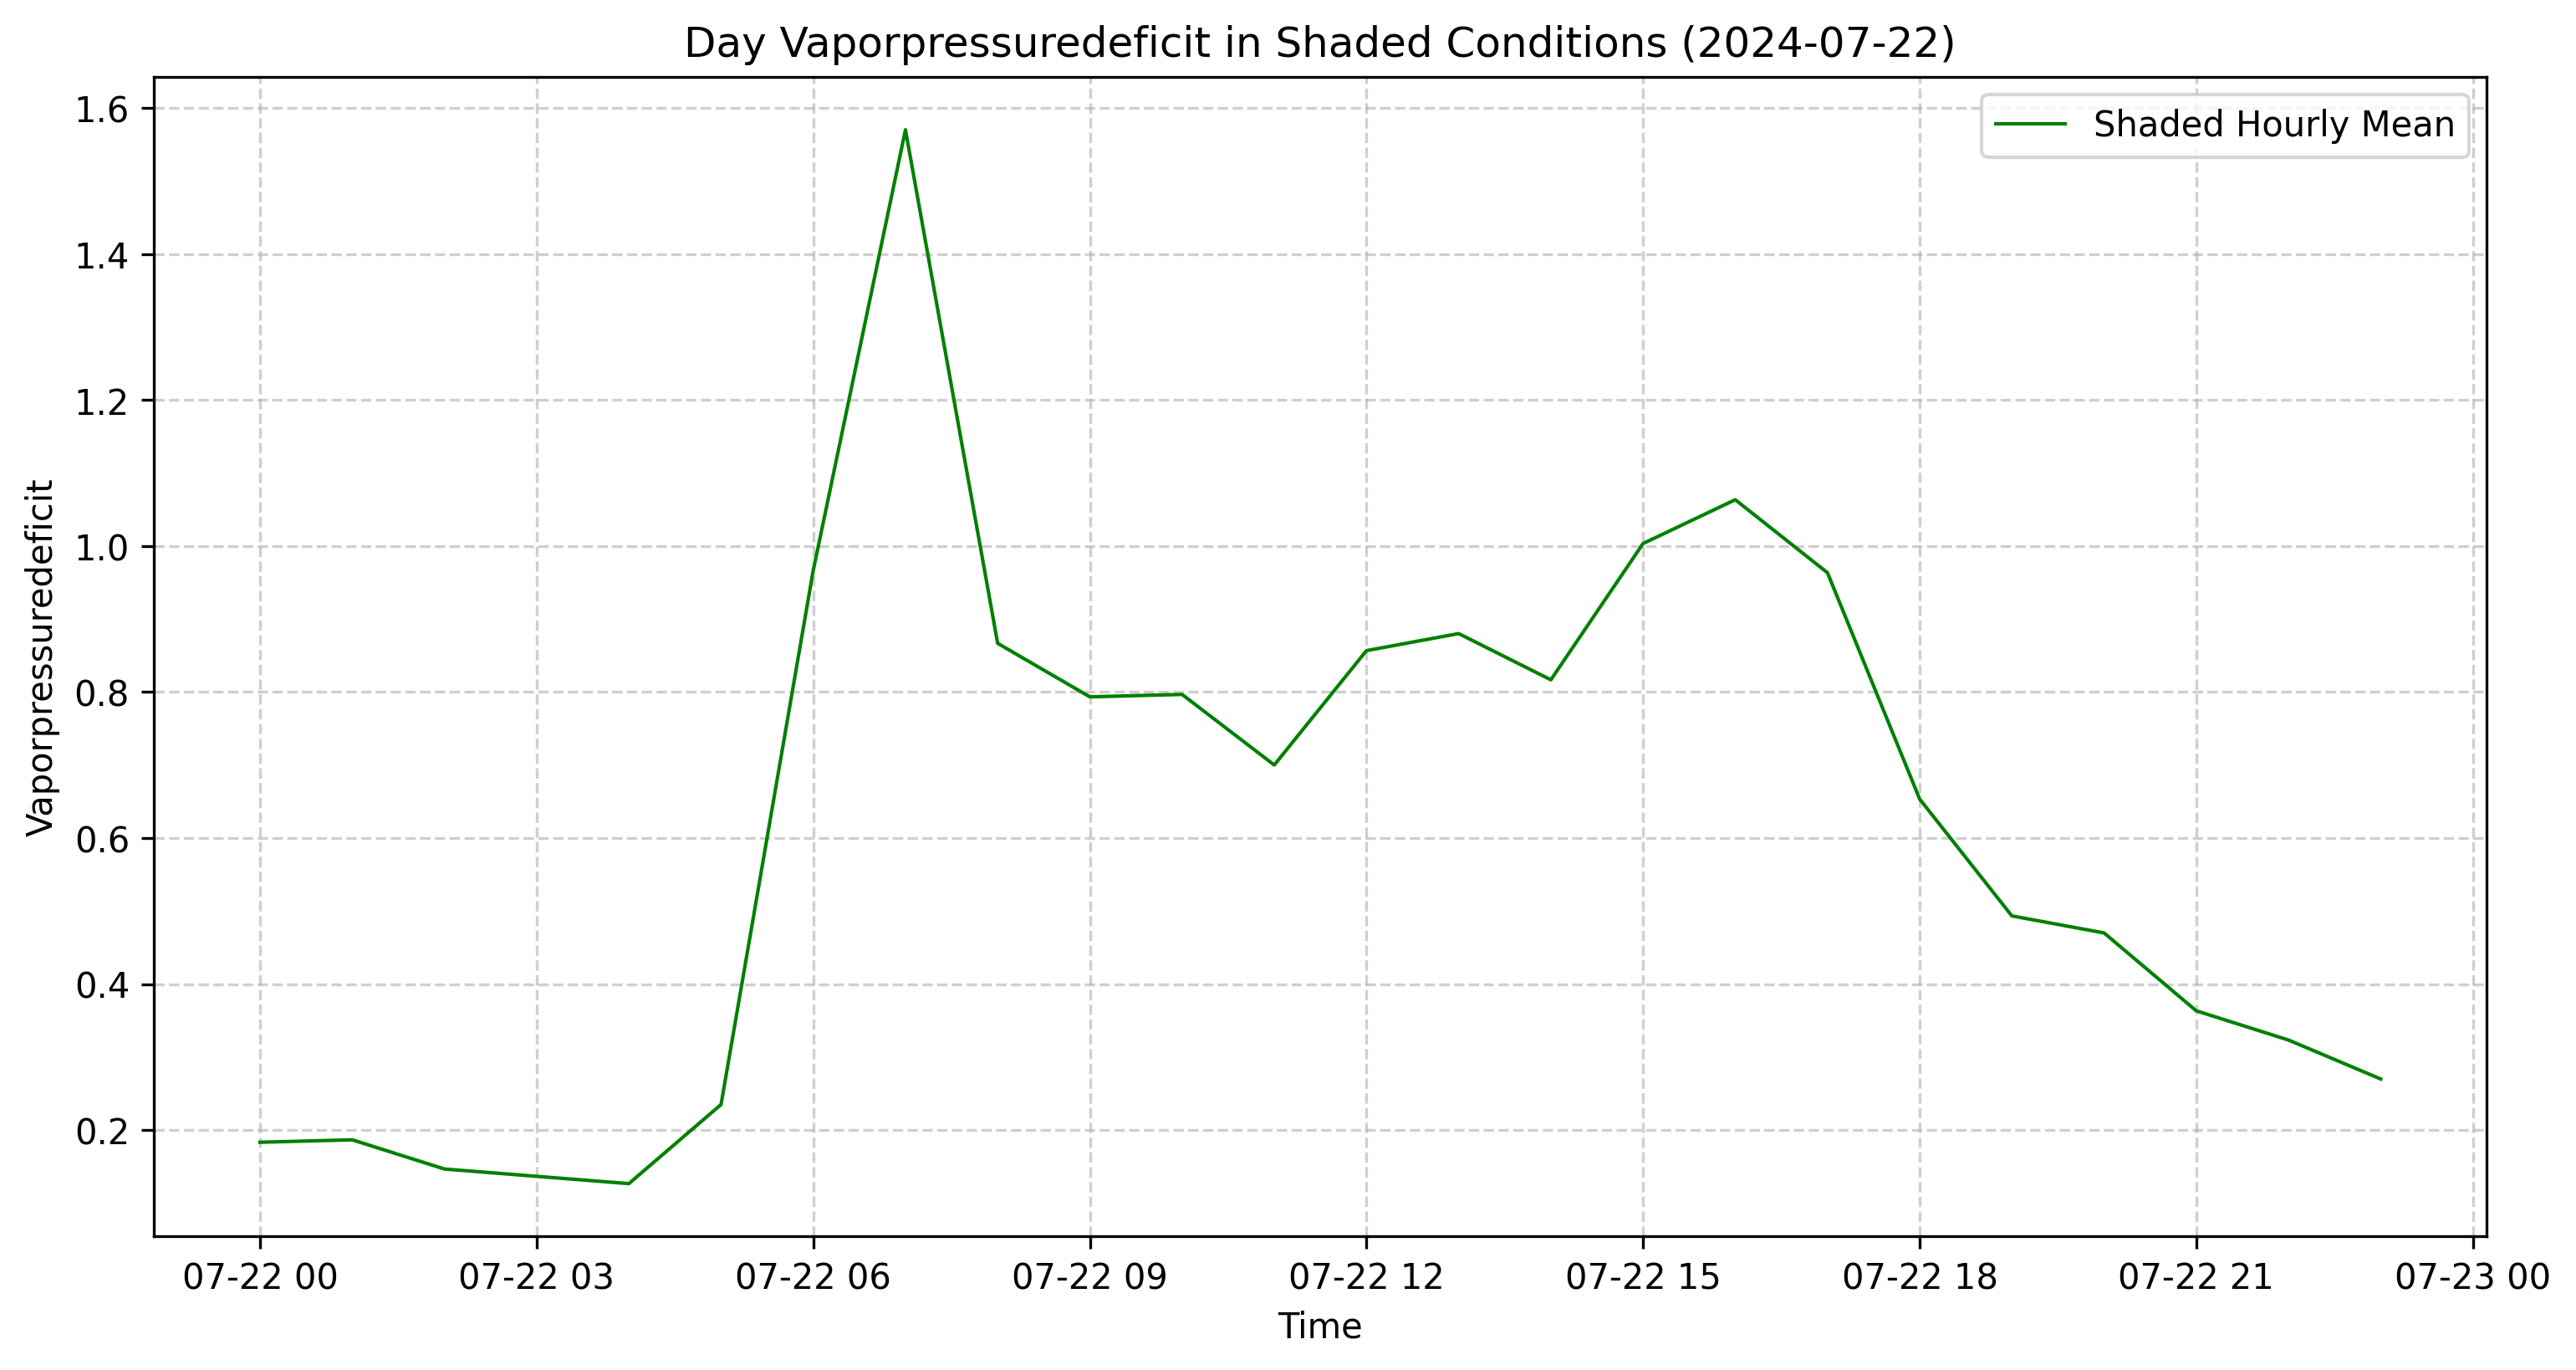 Day Vaporpressuredeficit in Shaded Conditions (2024-07-22)
Shaded Hourly Mean
Vaporpressuredeficit
1.6
1.4
1.2
1.0
0.8
0.6
0.4
0.2
07-22 00 07-22 03 07-22 06 07-22 09 07-22 12 07-22 15 07-22 18 07-22 21 07-23 00
Time